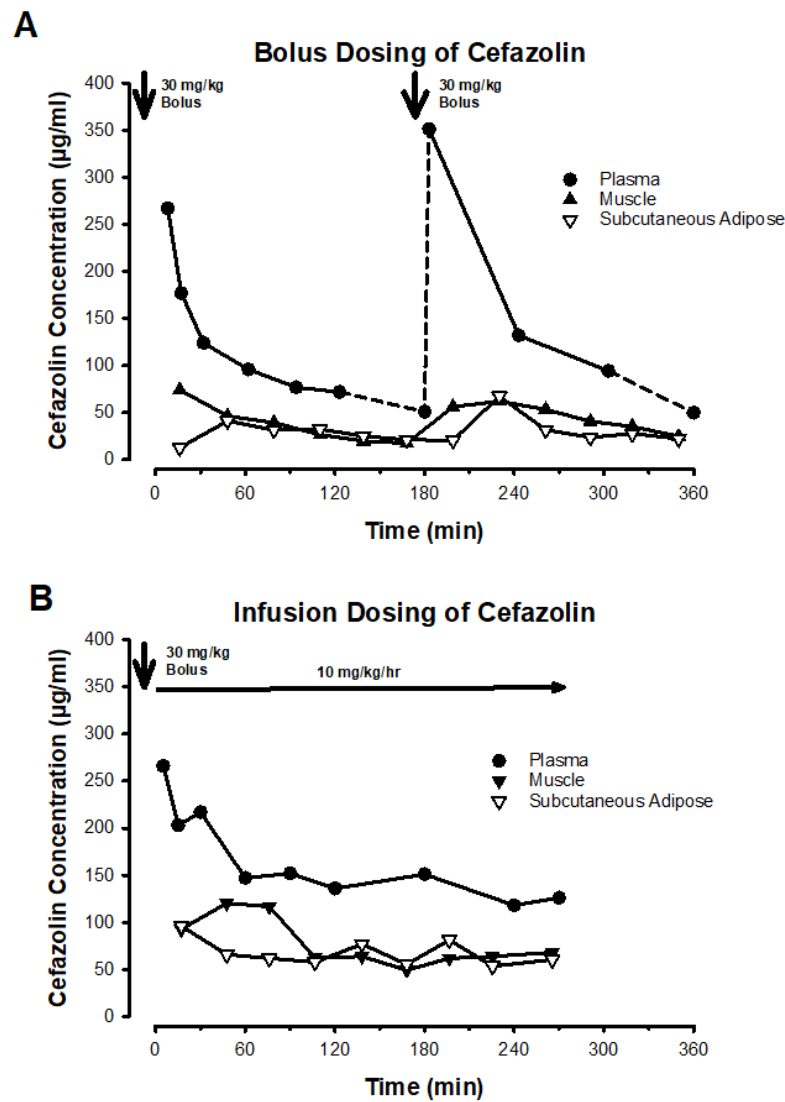 A
Bolus Dosing of Cefazolin
Cefazolin Concentration (µg/ml)
400
350
300
250
200
150
100
50
0
30 mg/kg
Bolus
30 mg/kg
Bolus
Plasma
Muscle
Subcutaneous Adipose
0 60 120 180 240 300 360
Time (min)
B
Infusion Dosing of Cefazolin
Cefazolin Concentration (µg/ml)
400
350
300
250
200
150
100
50
0
30 mg/kg
Bolus
10 mg/kg/hr
Plasma
Muscle
Subcutaneous Adipose
0 60 120 180 240 300 360
Time (min)